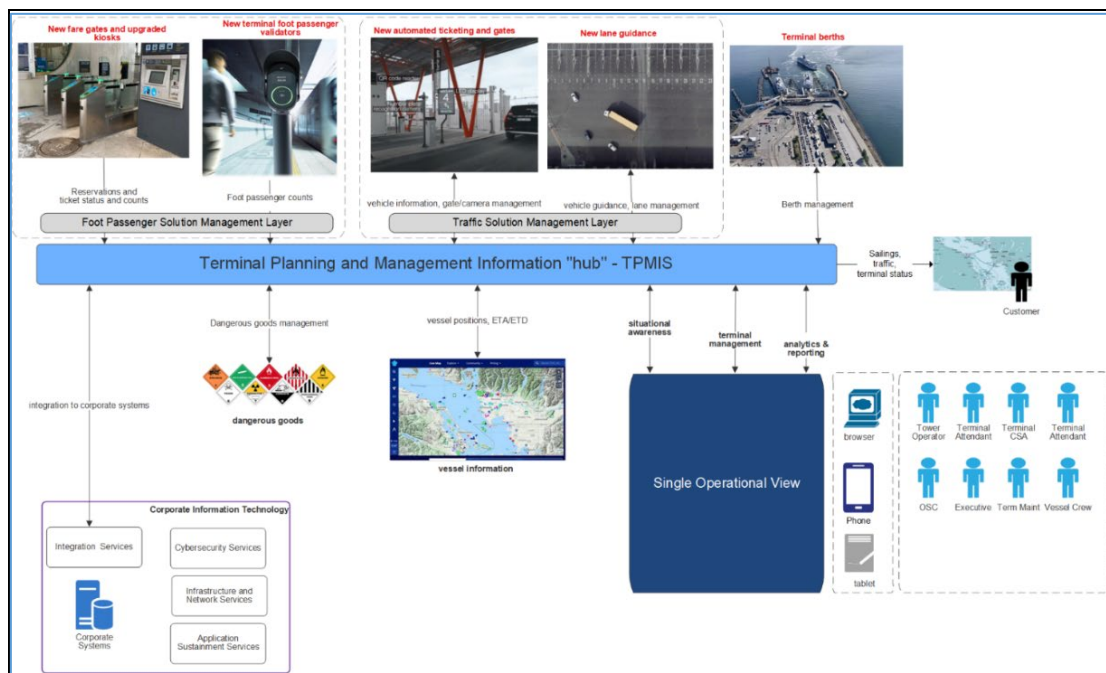 New fare gates and upgraded
kiosks
New terminal foot passenger
validators
New automated ticketing and gates
New lane guidance
Terminal berths
QR code reader
4
Reservations and
ticket status and counts
Foot passenger counts
vehicle information, gate/camera management
vehicle guidance, lane management
Berth management
Foot Passenger Solution Management Layer
Traffic Solution Management Layer
Terminal Planning and Management Information "hub" - TPMIS
Sailings,
traffic,
terminal status
Customer
Dangerous goods management
vessel positions, ETA/ETD
situational
awareness
terminal
management
analytics &
reporting
integration to corporate systems
dangerous goods
vessel information
Single Operational View
browser
Phone
tablet
Tower
Operator
Terminal
Attendant
Terminal
CSA
Terminal
Attendant
OSC
Executive
Term Maint
Vessel Crew
Corporate Information Technology
Integration Services
Cybersecurity Services
Infrastructure and
Network Services
Application
Sustainment Services
Corporate
Systems